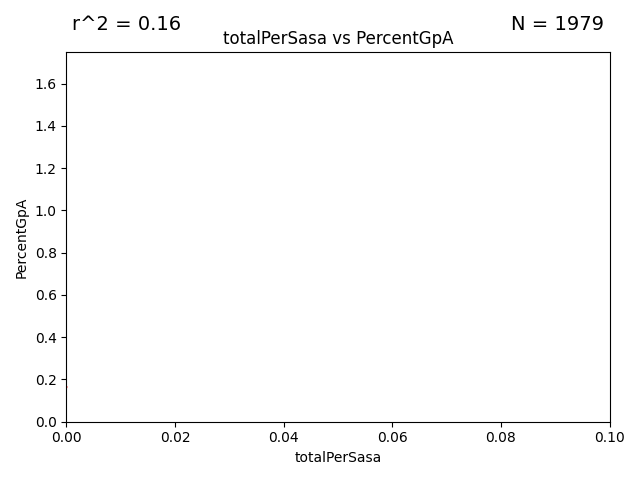 r^2 = 0.16
N = 1979
totalPerSasa vs PercentGpA
1.6
1.4
1.2
1.0
0.8
0.6
0.4
0.2
0.0
PercentGpA
0.00 0.02 0.04 0.06 0.08 0.10
totalPerSasa